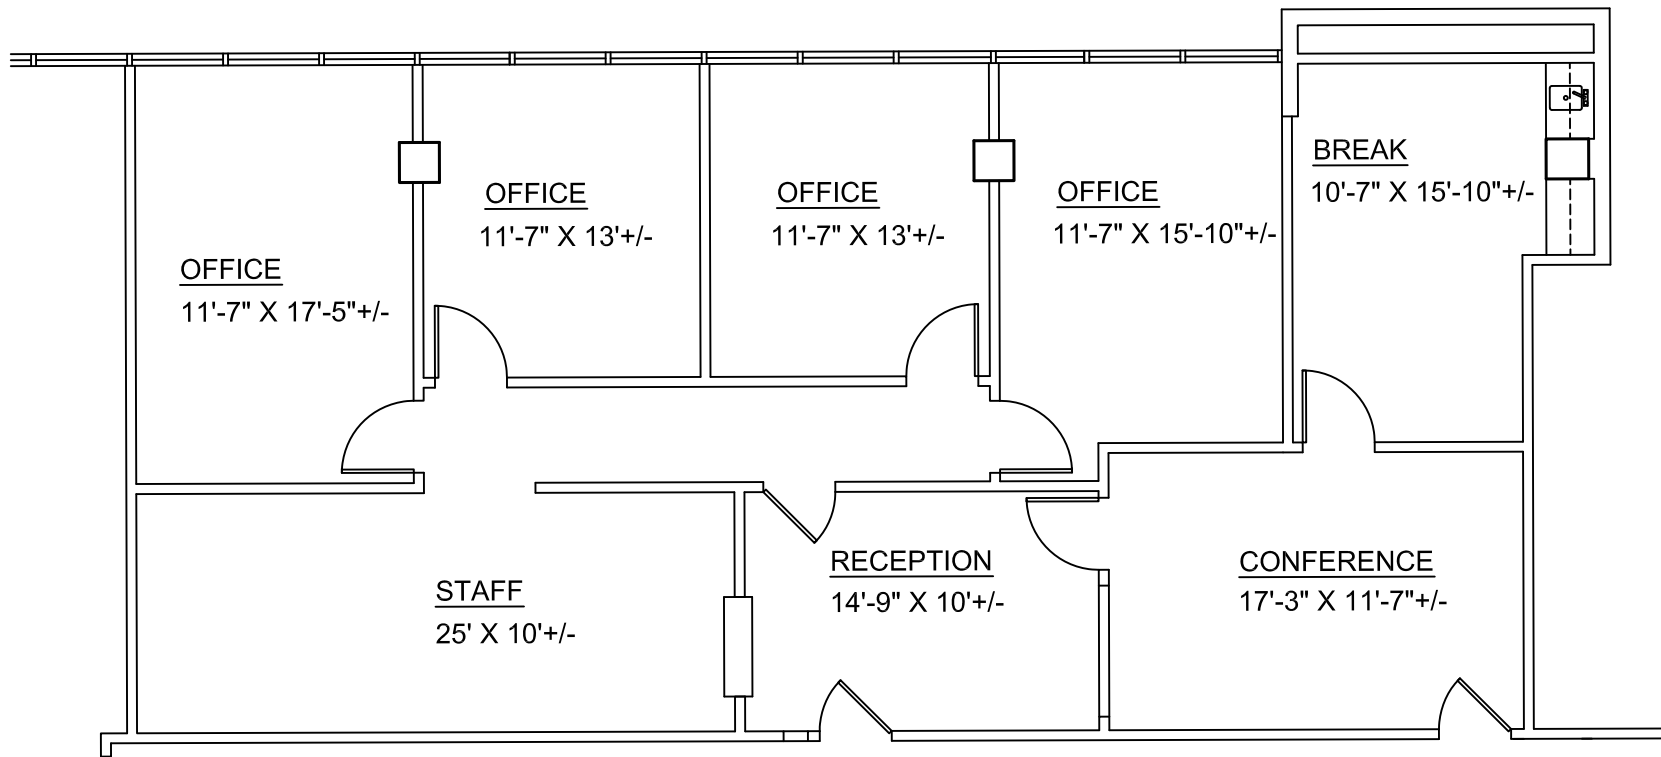 OFFICE
11'-7" X 17'-5"+/-
OFFICE
11'-7" X 13'+/-
OFFICE
11'-7" X 13'+/-
OFFICE
11'-7" X 15'-10"+/-
BREAK
10'-7" X 15'-10"+/-
STAFF
25' X 10'+/-
RECEPTION
14'-9" X 10'+/-
CONFERENCE
17'-3" X 11'-7"+/-